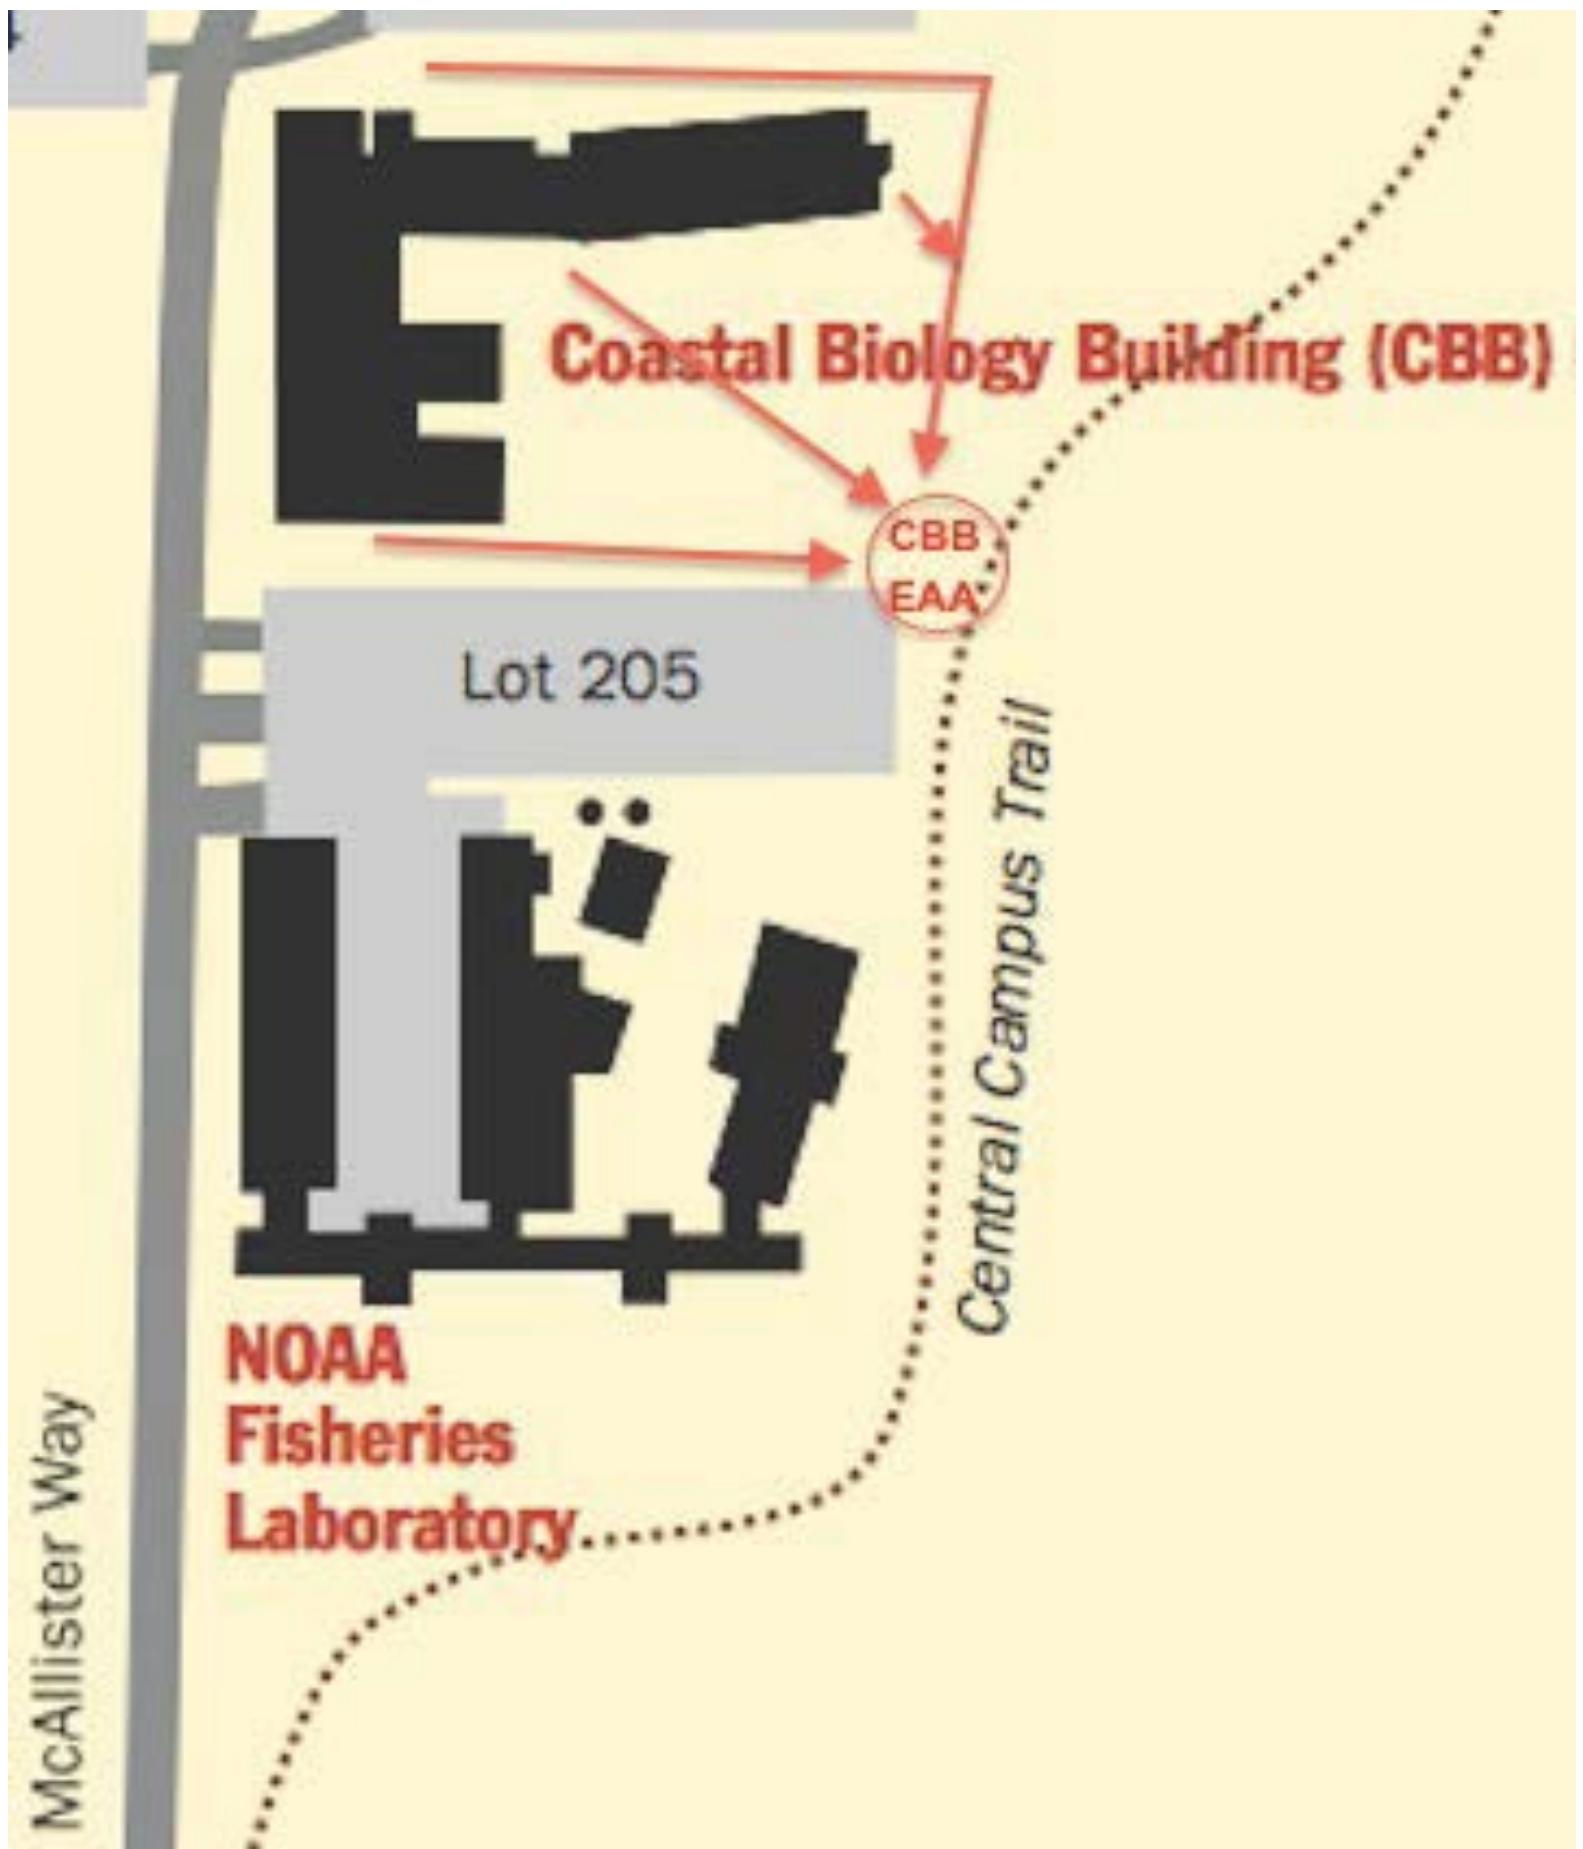 Coastal Biology Building (CBB)
CBB
EAA
Lot 205
Central Campus Trail
NOAA
Fisheries
Laboratory
McAllister Way